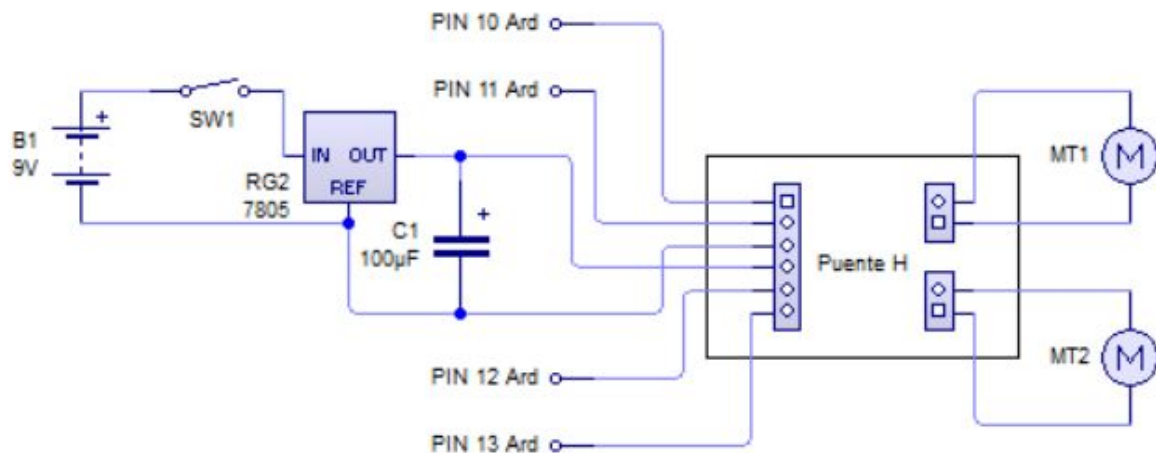 PIN 10 Ard
PIN 11 Ard
SW1
+
B1
9V
IN OUT
REF
RG2
7805
+
C1
100µF
Puente H
MT1
M
MT2
M
PIN 12 Ard
PIN 13 Ard